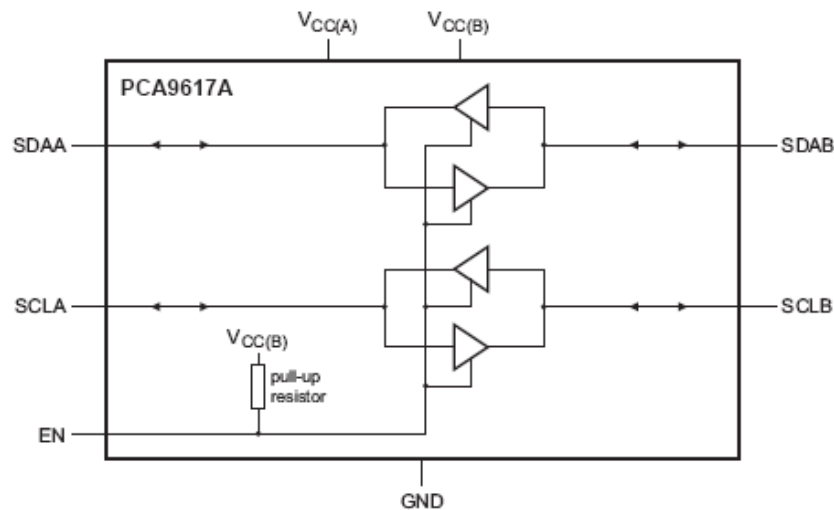 VCC(A)
VCC(B)
PCA9617A
SDAA
SDAB
SCLA
SCLB
VCC(B)
pull-up
resistor
EN
GND